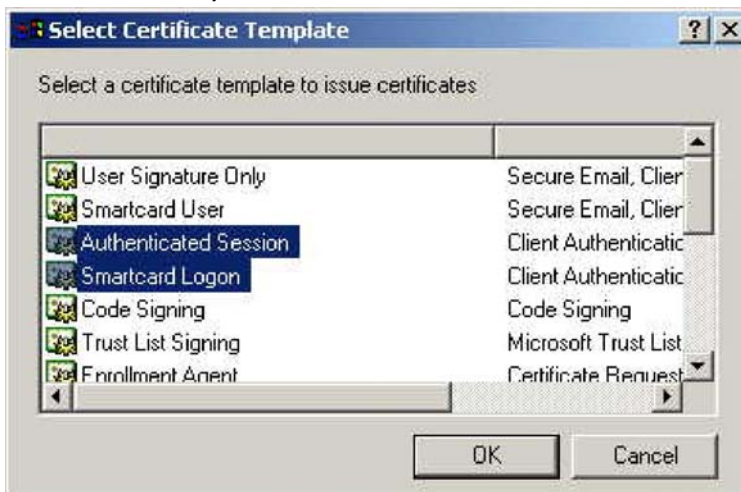 Select Certificate Template
Select a certificate template to issue certificates
User Signature Only Secure Email, Clier
Smartcard User Secure Email, Clier
Authenticated Session Client Authenticatic
Smartcard Logon Client Authenticatic
Code Signing Code Signing
Trust List Signing Microsoft Trust List
Enrollment Agent Certificate Request
OK Cancel